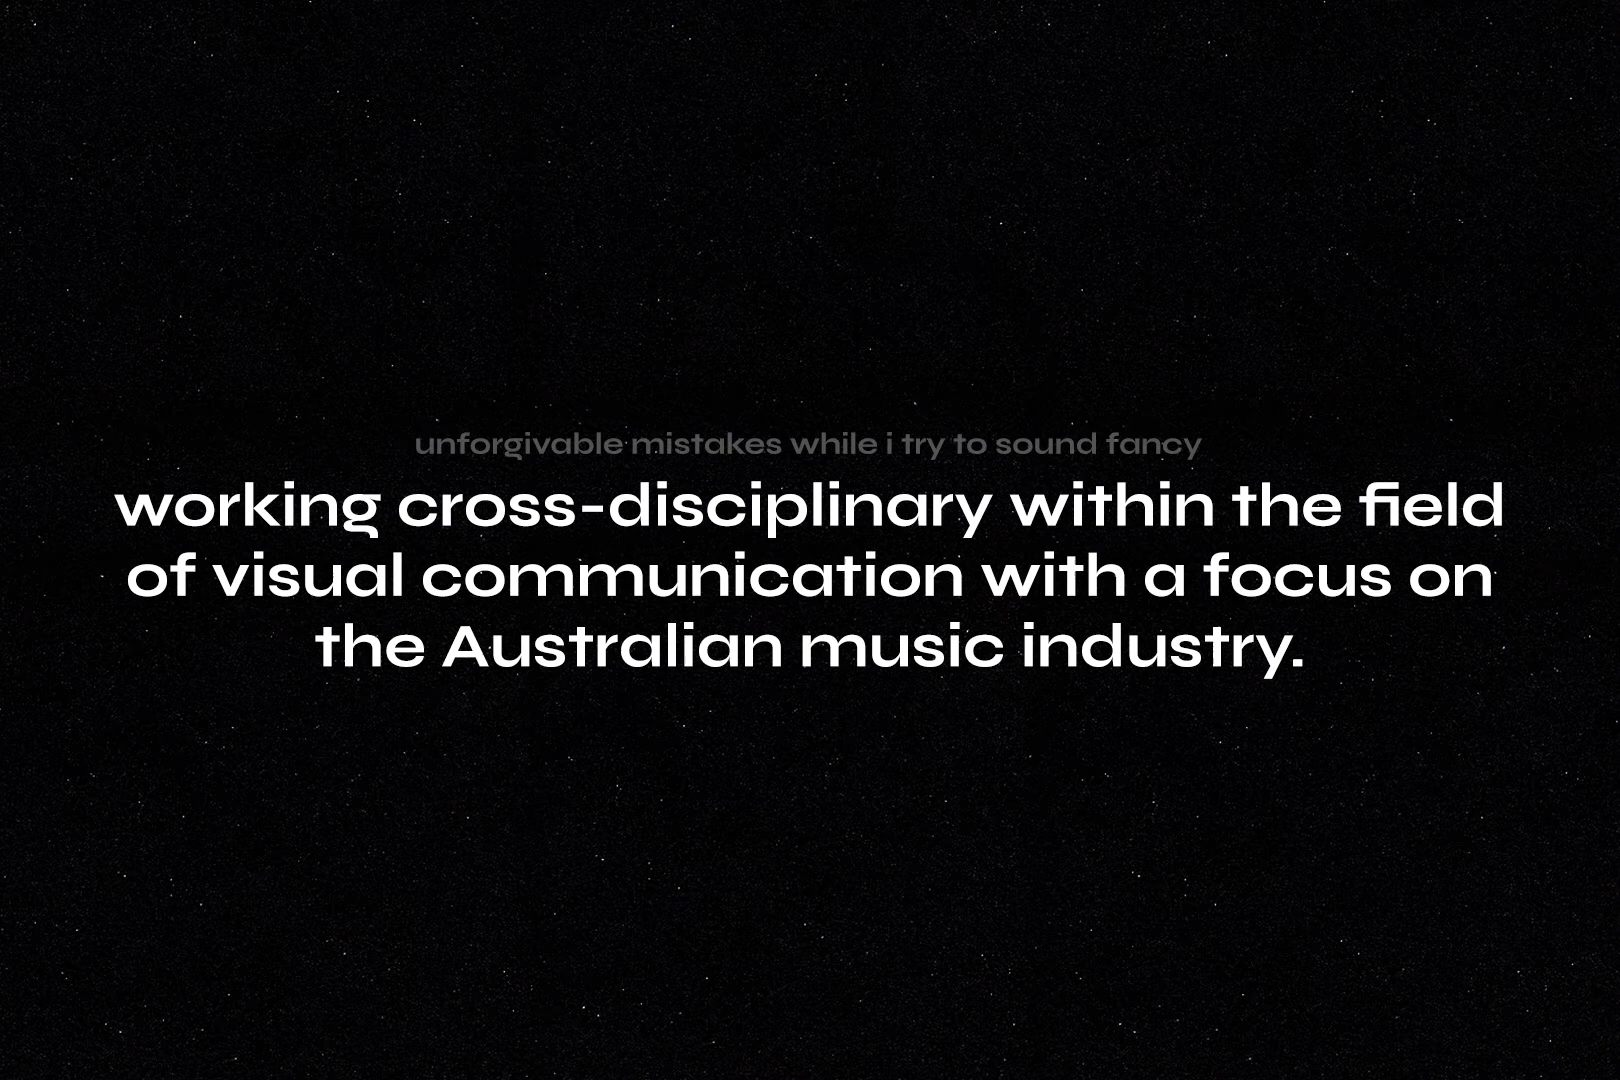 unforgivable mistakes while i try to sound fancy
working cross-disciplinary within the field
of visual communication with a focus on
the Australian music industry.